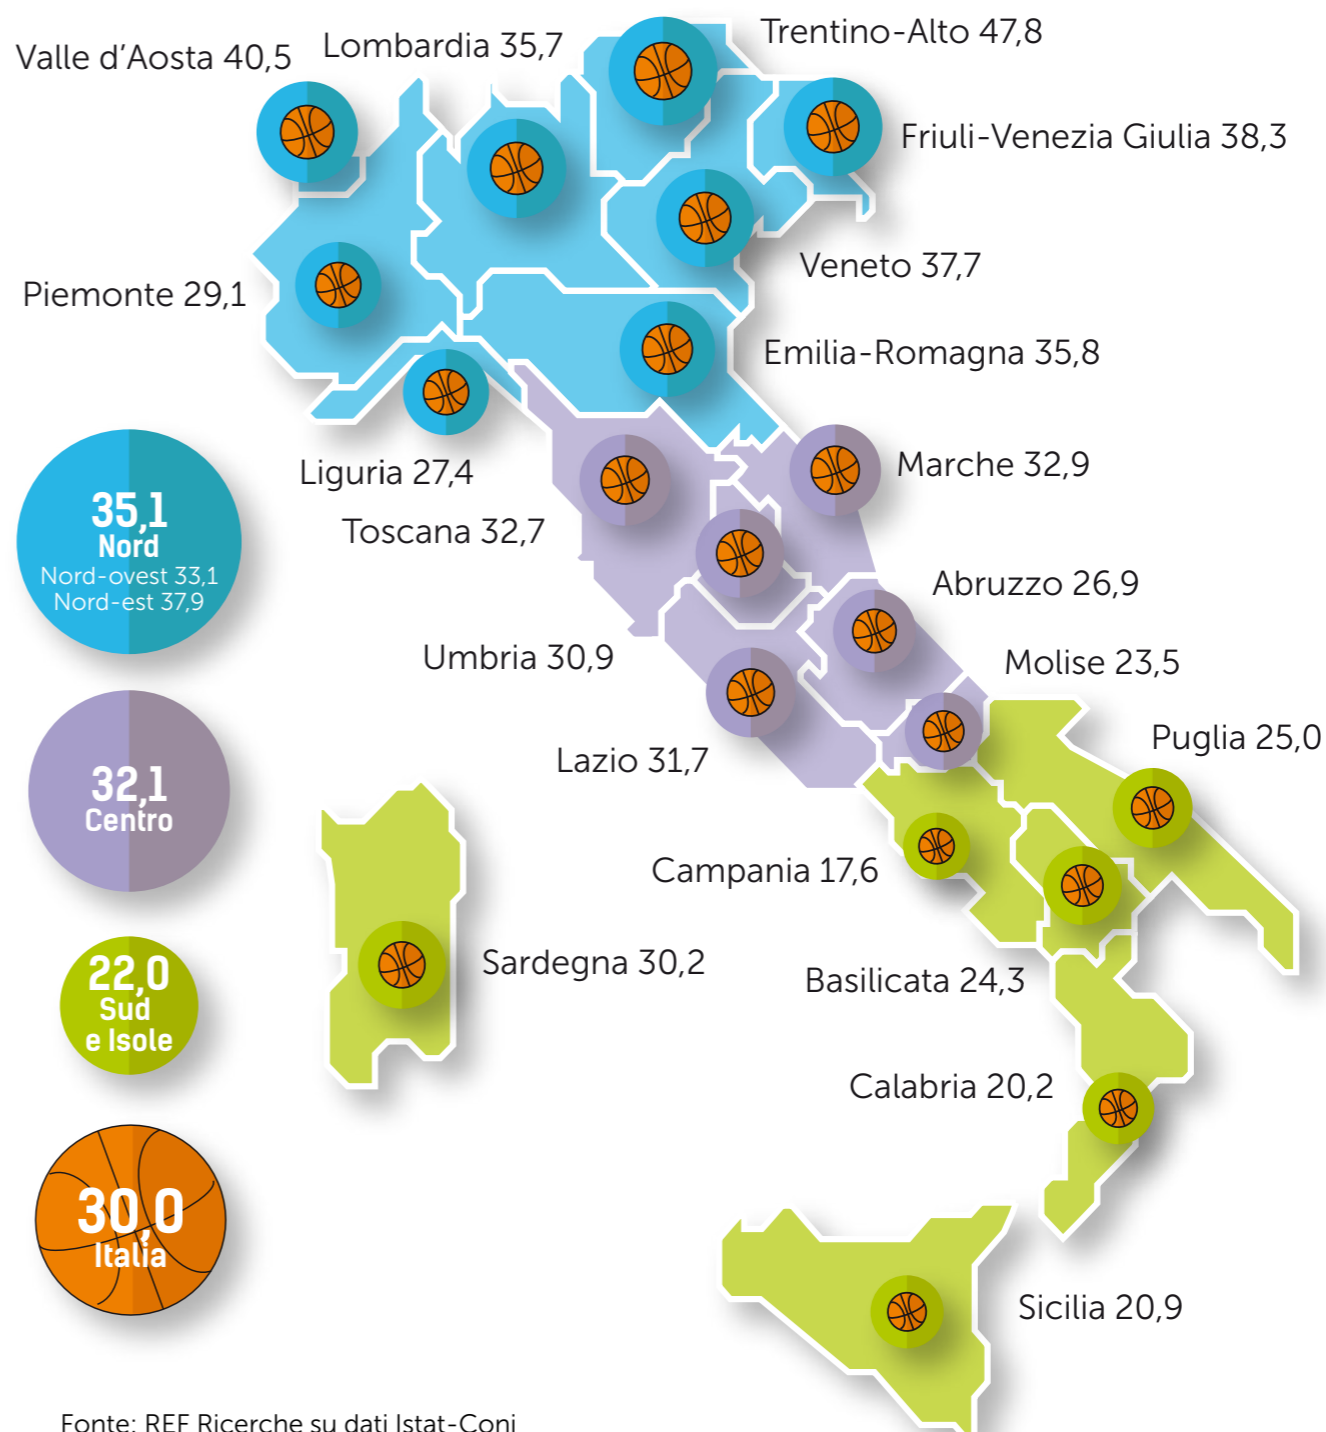 Trentino-Alto 47,8
Lombardia 35,7
Valle d'Aosta 40,5
Friuli-Venezia Giulia 38,3
Veneto 37,7
Piemonte 29,1
Emilia-Romagna 35,8
Liguria 27,4
Marche 32,9
35,1
Nord
Nord-ovest 33,1
Nord-est 37,9
Toscana 32,7
Abruzzo 26,9
Umbria 30,9
Molise 23,5
Puglia 25,0
Lazio 31,7
32,1
Centro
Campania 17,6
Sardegna 30,2
Basilicata 24,3
22,0
Sud
e Isole
Calabria 20,2
30,0
Italia
Sicilia 20,9
Fonte: REF Ricerche su dati Istat-Coni